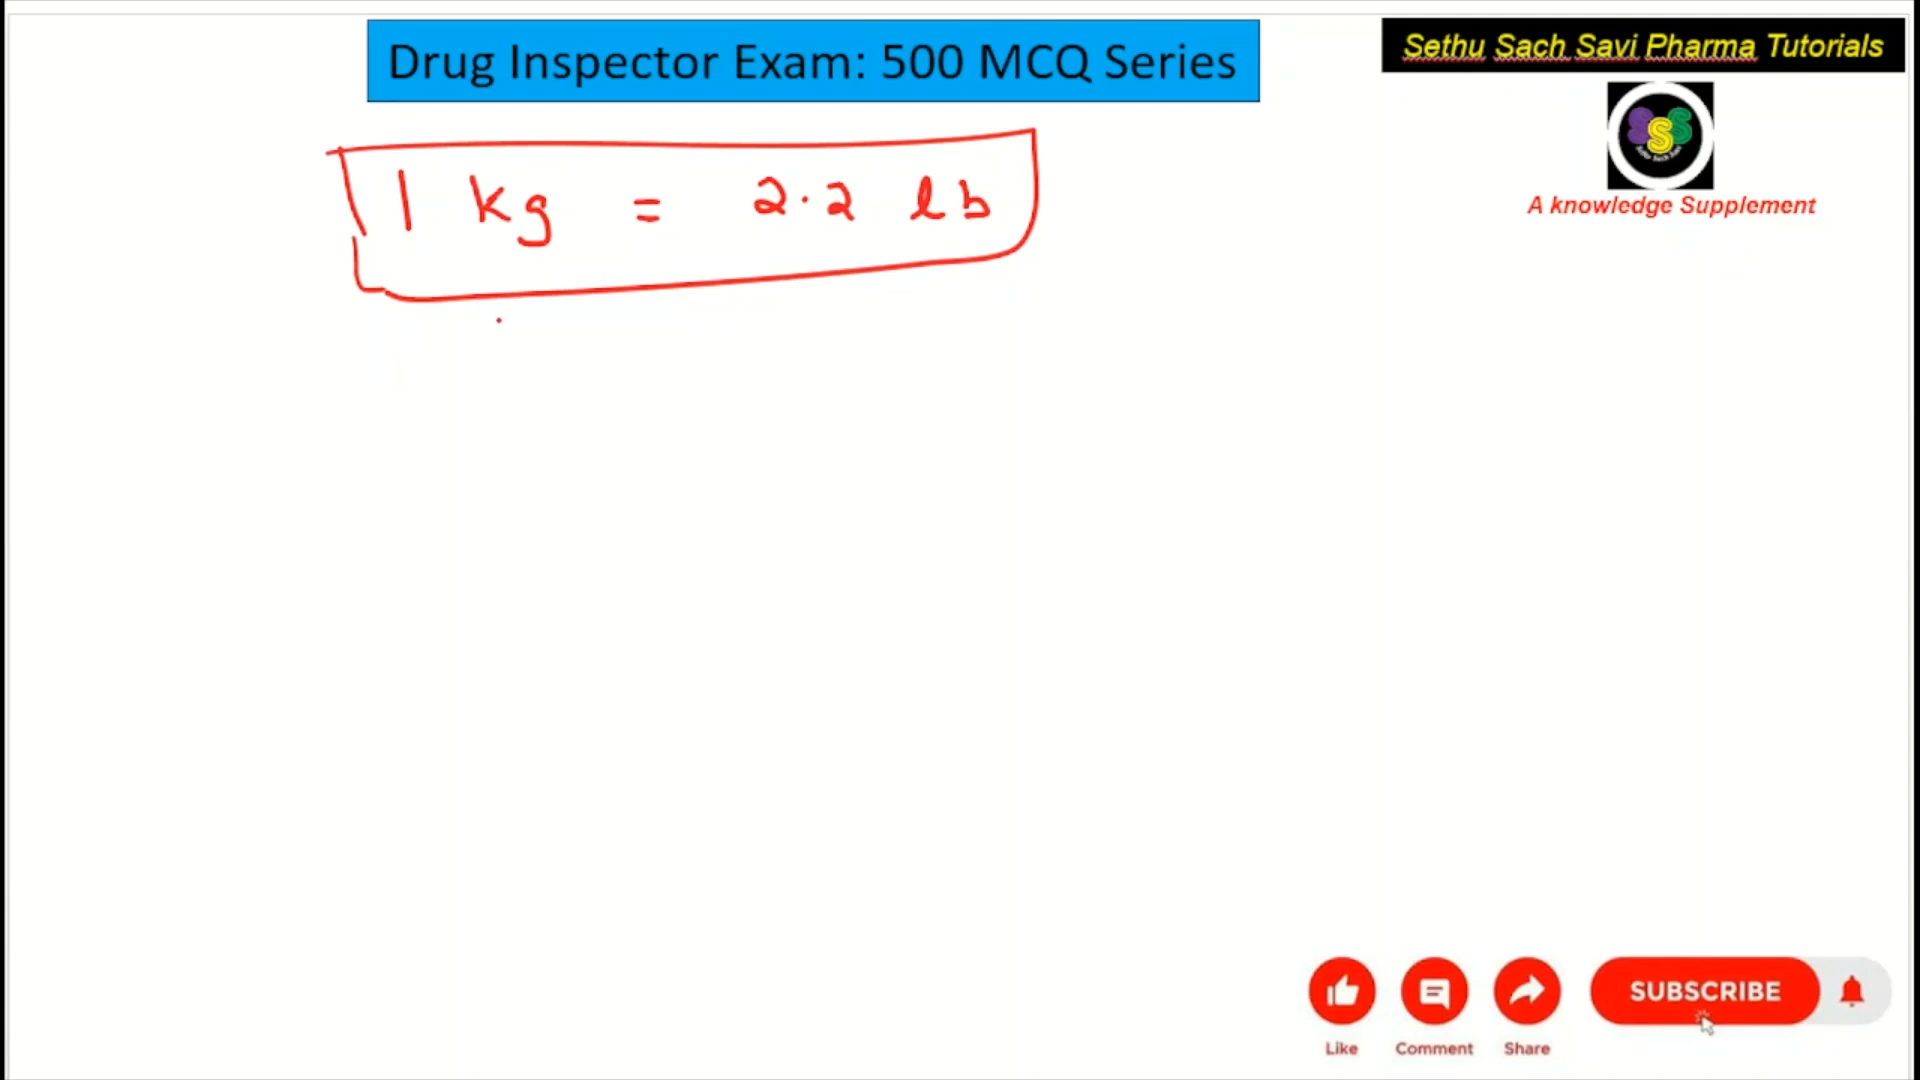 Drug Inspector Exam: 500 MCQ Series
Sethu Sach Savi Pharma Tutorials
SSS
A knowledge Supplement
1 kg = 2.2 lb
SUBSCRIBE
Like Comment Share